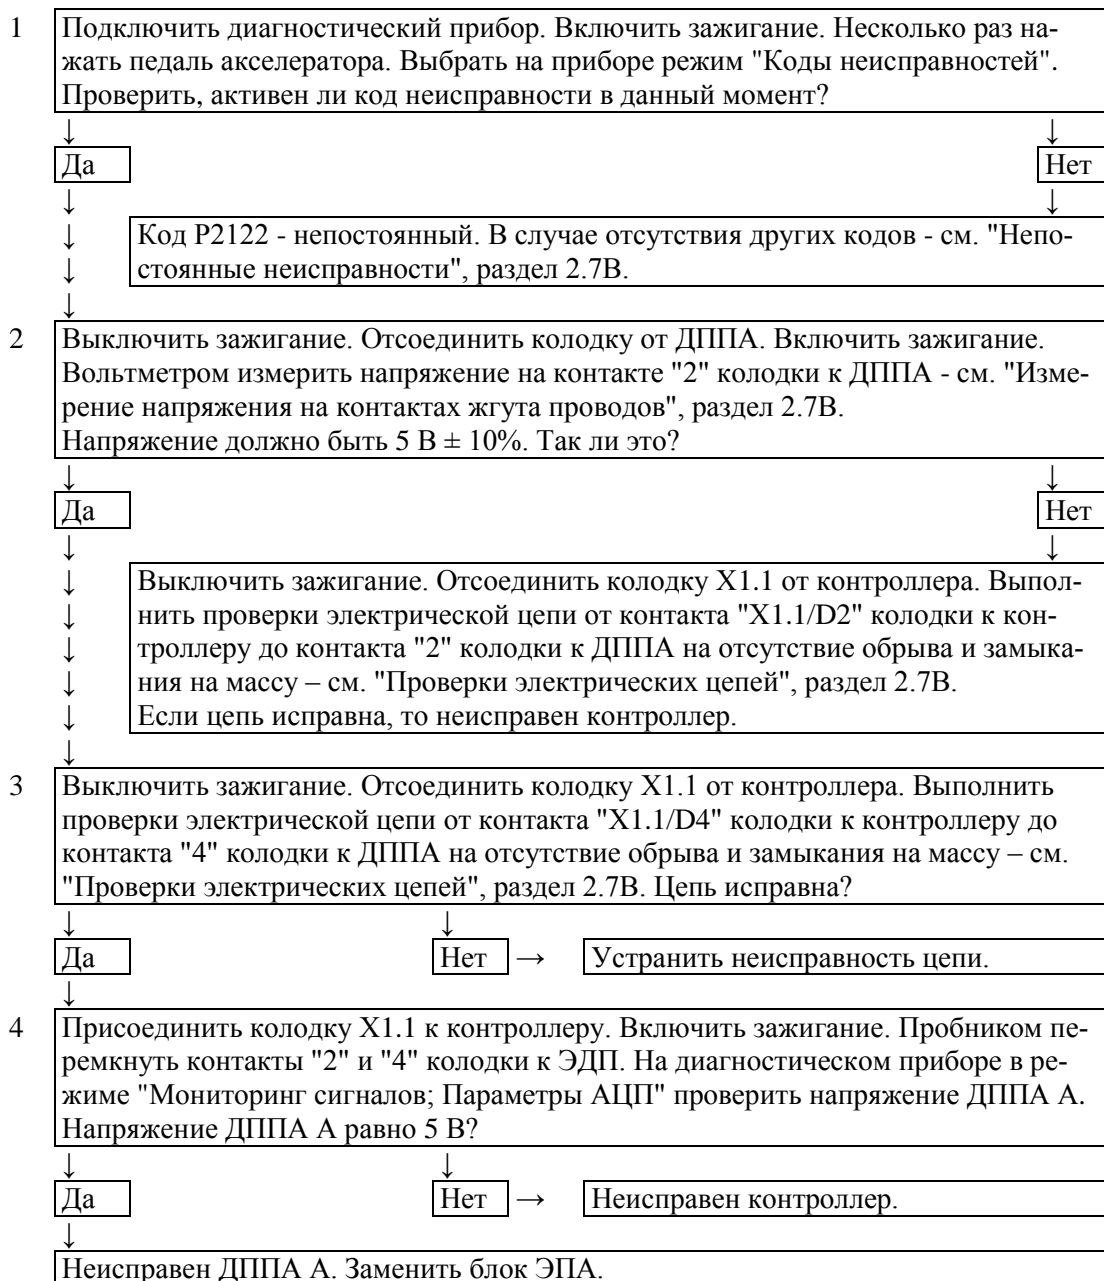 1 Подключить диагностический прибор. Включить зажигание. Несколько раз на-
жать педаль акселератора. Выбрать на приборе режим "Коды неисправностей".
Проверить, активен ли код неисправности в данный момент?
↓ ↓
Да Нет
↓ ↓
↓ Код P2122 - непостоянный. В случае отсутствия других кодов - см. "Непо-
↓ стоянные неисправности", раздел 2.7В.
↓
2 Выключить зажигание. Отсоединить колодку от ДППА. Включить зажигание.
Вольтметром измерить напряжение на контакте "2" колодки к ДППА - см. "Изме-
рение напряжения на контактах жгута проводов", раздел 2.7В.
Напряжение должно быть 5 В ± 10%. Так ли это?
↓ ↓
Да Нет
↓ ↓
↓ Выключить зажигание. Отсоединить колодку X1.1 от контроллера. Выпол-
↓ нить проверки электрической цепи от контакта "X1.1/D2" колодки к кон-
↓ троллеру до контакта "2" колодки к ДППА на отсутствие обрыва и замыка-
↓ ния на массу – см. "Проверки электрических цепей", раздел 2.7В.
↓ Если цепь исправна, то неисправен контроллер.
↓
3 Выключить зажигание. Отсоединить колодку X1.1 от контроллера. Выполнить
проверки электрической цепи от контакта "X1.1/D4" колодки к контроллеру до
контакта "4" колодки к ДППА на отсутствие обрыва и замыкания на массу – см.
"Проверки электрических цепей", раздел 2.7В. Цепь исправна?
↓ ↓
Да Нет → Устранить неисправность цепи.
↓
4 Присоединить колодку X1.1 к контроллеру. Включить зажигание. Пробником пе-
ремкнуть контакты "2" и "4" колодки к ЭДП. На диагностическом приборе в ре-
жиме "Мониторинг сигналов; Параметры АЦП" проверить напряжение ДППА А.
Напряжение ДППА А равно 5 В?
↓ ↓
Да Нет → Неисправен контроллер.
↓
Неисправен ДППА А. Заменить блок ЭПА.